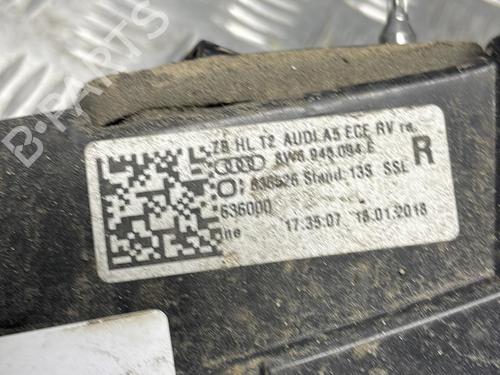 B-PARTS
ZB HL T2 AUDI A5 ECE RV re.
8W6.945.094.E
R
836526 Stand: 13S SSL
636000
ne 17:35:07 18.01.2018